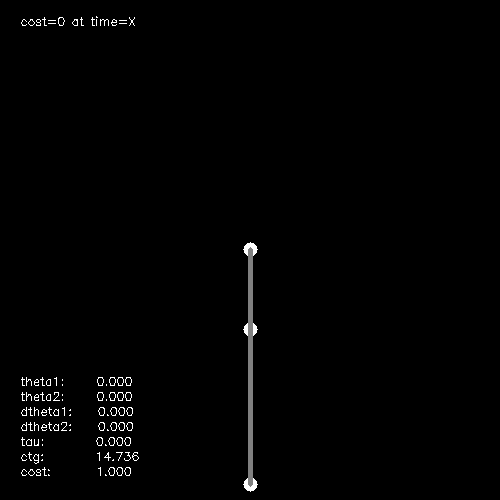 cost=0 at time=X
theta1: 0.000
theta2: 0.000
dtheta1: 0.000
dtheta2: 0.000
tau: 0.000
ctg: 14.736
cost: 1.000